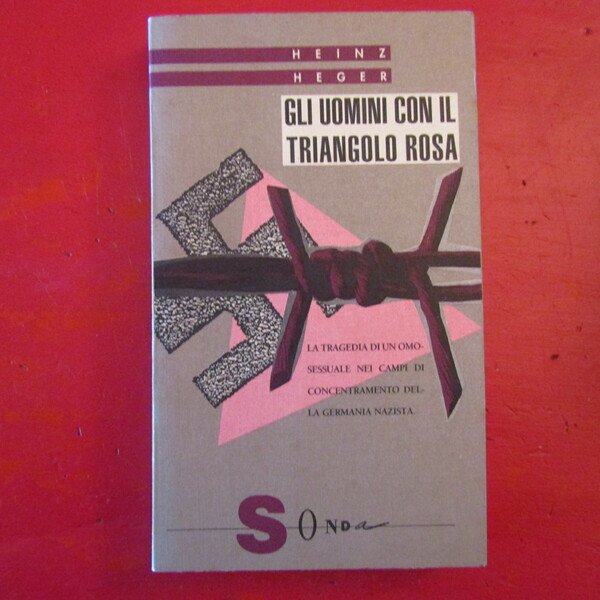 HEINZ
HEGER
GLI UOMINI CON IL
TRIANGOLO ROSA
LA TRAGEDIA DI UN OMO-
SESSUALE NEI CAMPI DI
CONCENTRAMENTO DEL-
LA GERMANIA NAZISTA.
SONDA